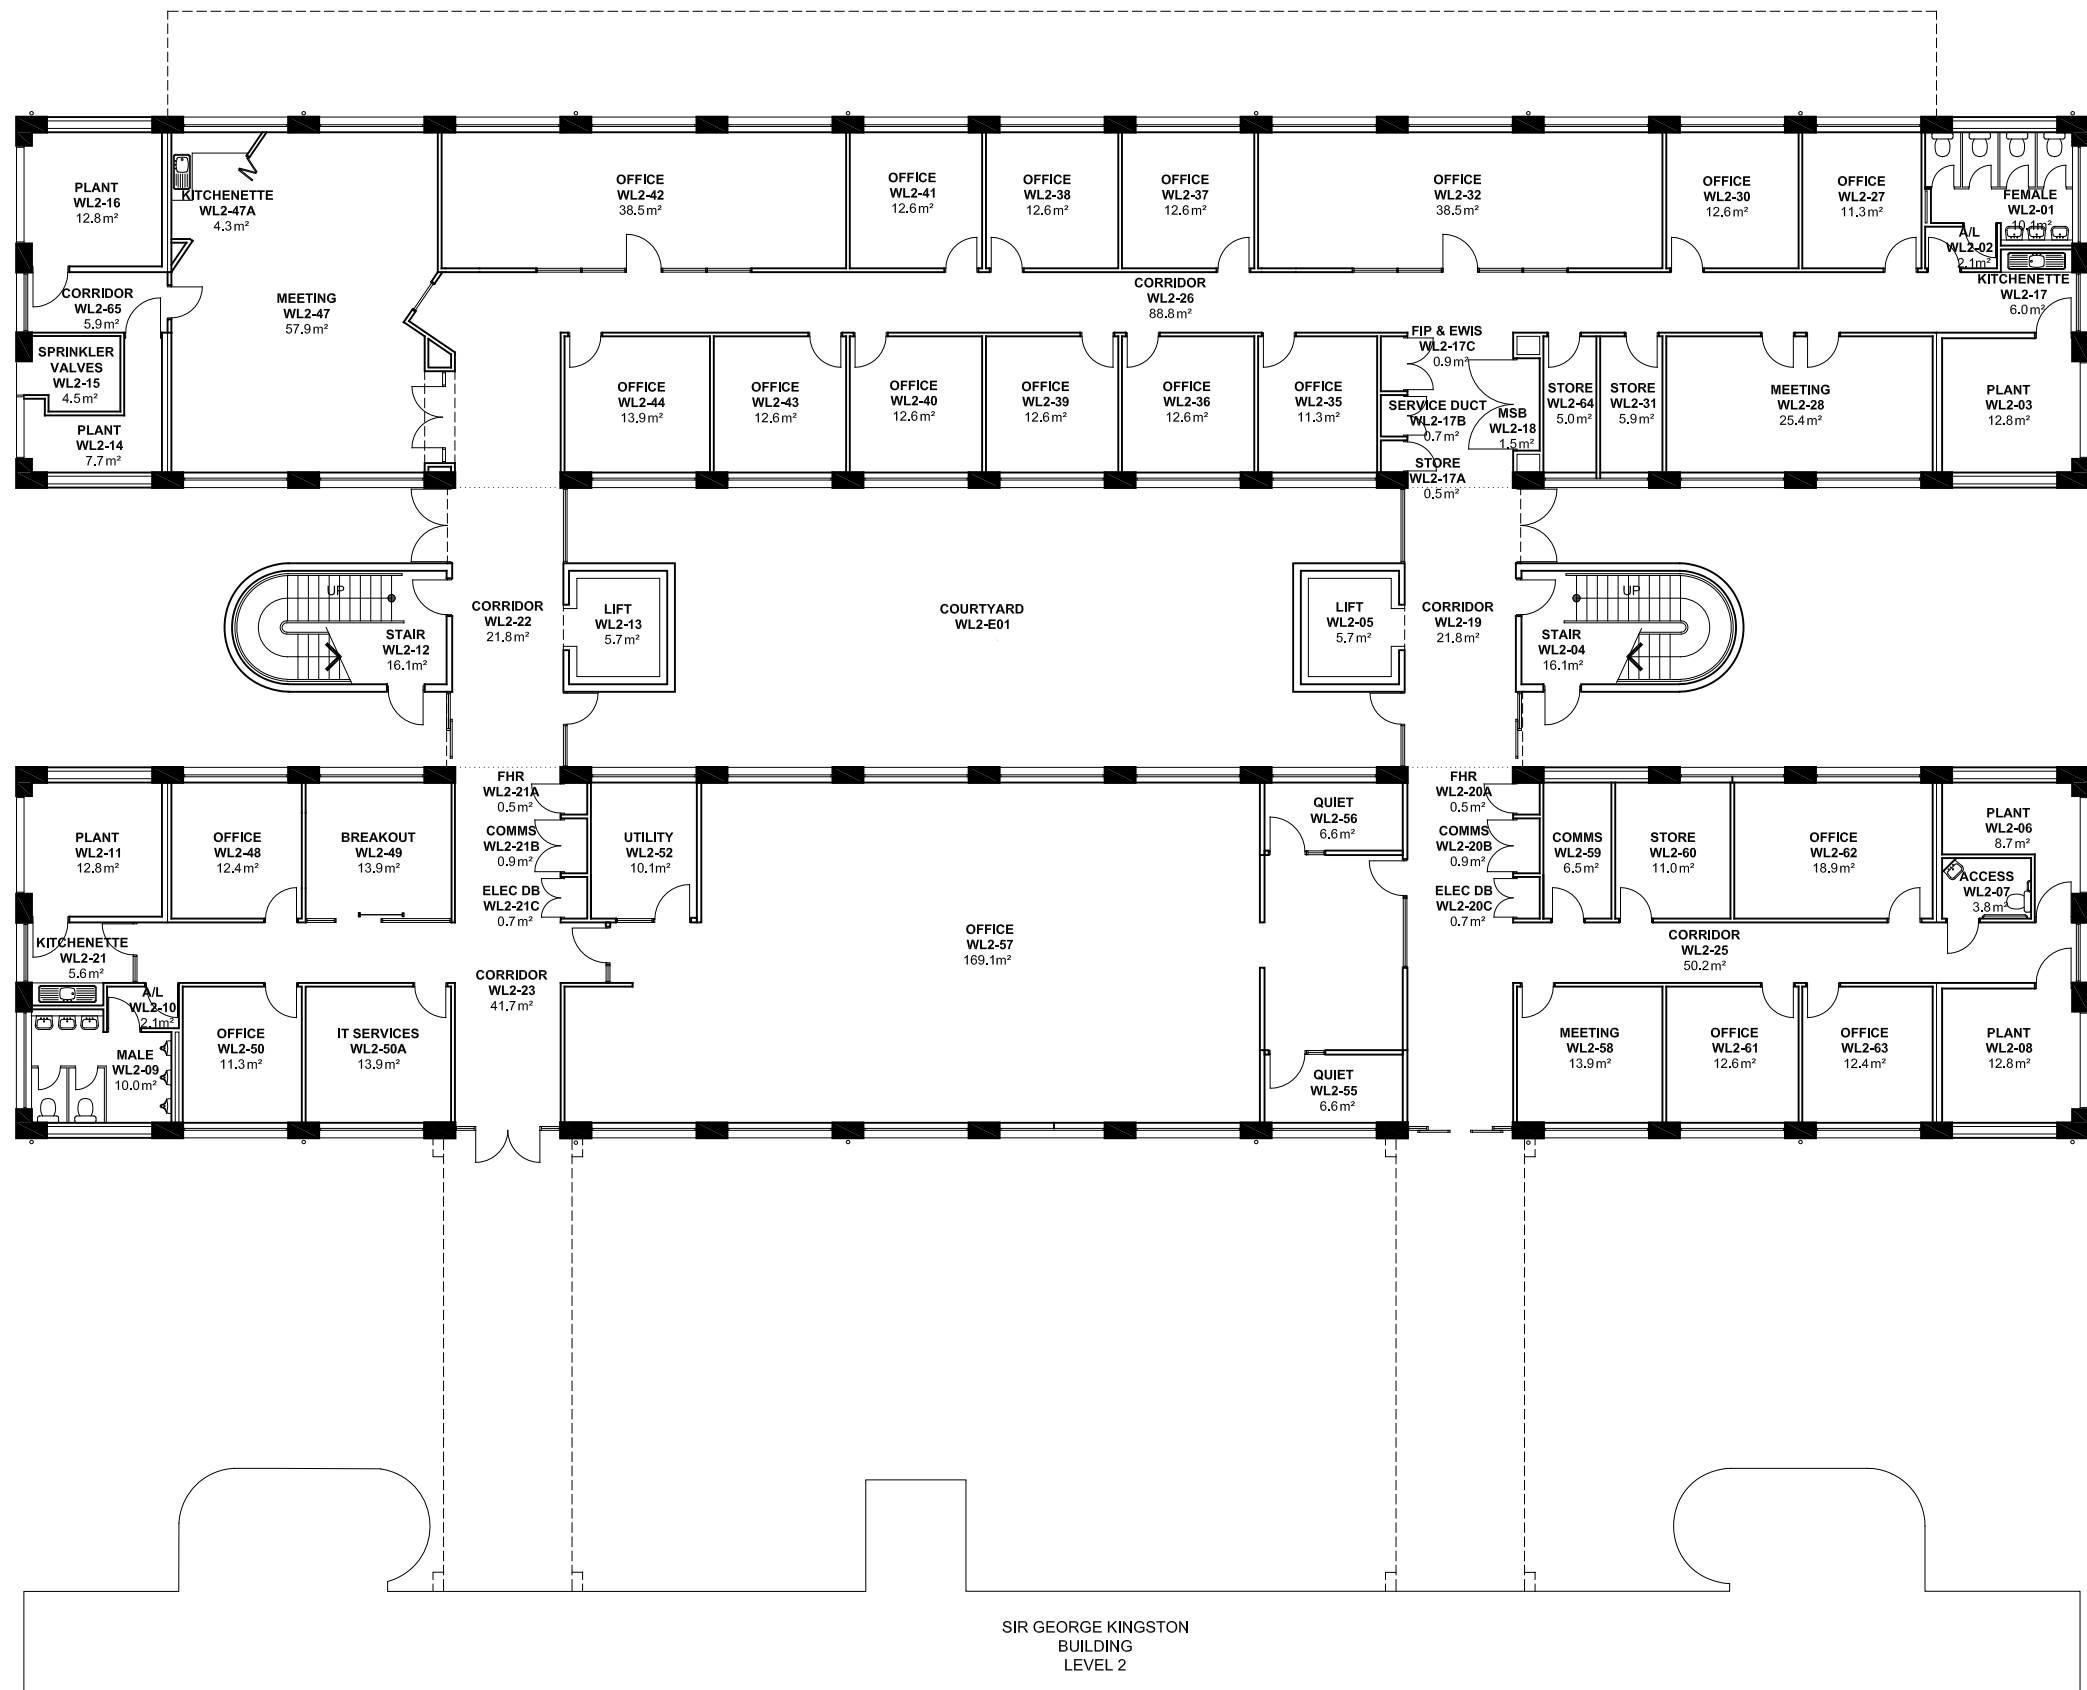 PLANT
WL2-16
12.8m²
KITCHENETTE
WL2-47A
4.3m²
OFFICE
WL2-42
38.5m²
OFFICE
WL2-41
12.6m²
OFFICE
WL2-38
12.6m²
OFFICE
WL2-37
12.6m²
OFFICE
WL2-32
38.5m²
OFFICE
WL2-30
12.6m²
OFFICE
WL2-27
11.3m²
FEMALE
WL2-01
10.1m²
A/L
WL2-02
2.1m²
KITCHENETTE
WL2-17
6.0m²
CORRIDOR
WL2-65
5.9m²
MEETING
WL2-47
57.9m²
CORRIDOR
WL2-26
88.8m²
SPRINKLER
VALVES
WL2-15
4.5m²
PLANT
WL2-14
7.7m²
OFFICE
WL2-44
13.9m²
OFFICE
WL2-43
12.6m²
OFFICE
WL2-40
12.6m²
OFFICE
WL2-39
12.6m²
OFFICE
WL2-36
12.6m²
OFFICE
WL2-35
11.3m²
FIP & EWIS
WL2-17C
0.9m²
SERVICE DUCT
WL2-17B
0.7m²
STORE
WL2-17A
0.5m²
MSB
WL2-18
1.5m²
STORE
WL2-64
5.0m²
STORE
WL2-31
5.9m²
MEETING
WL2-28
25.4m²
PLANT
WL2-03
12.8m²
UP
STAIR
WL2-12
16.1m²
CORRIDOR
WL2-22
21.8m²
LIFT
WL2-13
5.7m²
COURTYARD
WL2-E01
LIFT
WL2-05
5.7m²
CORRIDOR
WL2-19
21.8m²
UP
STAIR
WL2-04
16.1m²
PLANT
WL2-11
12.8m²
OFFICE
WL2-48
12.4m²
BREAKOUT
WL2-49
13.9m²
FHR
WL2-21A
0.5m²
COMMS
WL2-21B
0.9m²
ELEC DB
WL2-21C
0.7m²
UTILITY
WL2-52
10.1m²
OFFICE
WL2-57
169.1m²
QUIET
WL2-56
6.6m²
FHR
WL2-20A
0.5m²
COMMS
WL2-20B
0.9m²
ELEC DB
WL2-20C
0.7m²
COMMS
WL2-59
6.5m²
STORE
WL2-60
11.0m²
OFFICE
WL2-62
18.9m²
PLANT
WL2-06
8.7m²
ACCESS
WL2-07
3.8m²
KITCHENETTE
WL2-21
5.6m²
CORRIDOR
WL2-23
41.7m²
CORRIDOR
WL2-25
50.2m²
A/L
WL2-10
2.1m²
MALE
WL2-09
10.0m²
OFFICE
WL2-50
11.3m²
IT SERVICES
WL2-50A
13.9m²
QUIET
WL2-55
6.6m²
MEETING
WL2-58
13.9m²
OFFICE
WL2-61
12.6m²
OFFICE
WL2-63
12.4m²
PLANT
WL2-08
12.8m²
SIR GEORGE KINGSTON
BUILDING
LEVEL 2